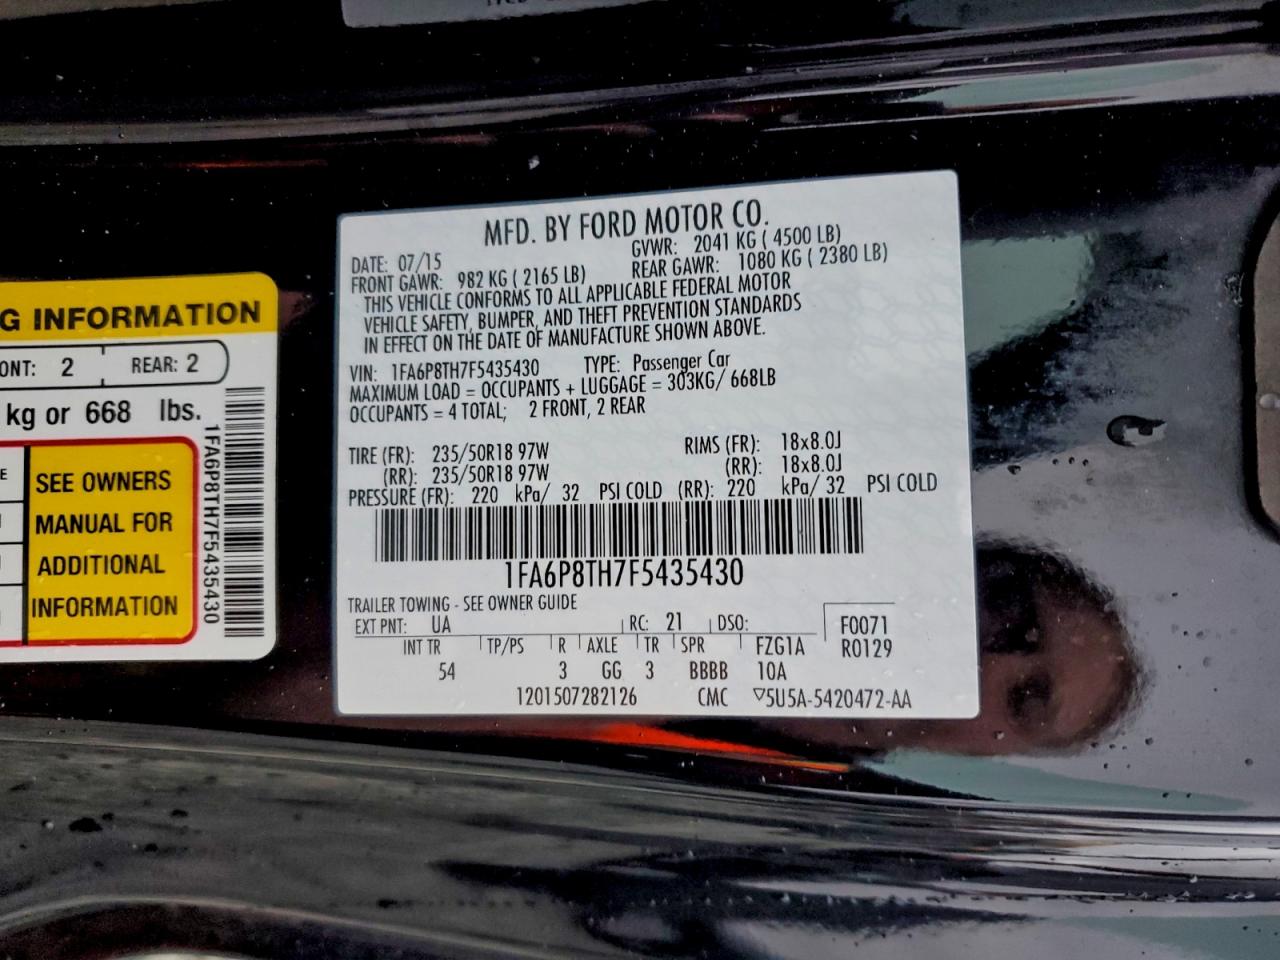 MFD. BY FORD MOTOR CO.
DATE: 07/15 GVWR: 2041 KG ( 4500 LB)
FRONT GAWR: 982 KG ( 2165 LB) REAR GAWR: 1080 KG ( 2380 LB)
THIS VEHICLE CONFORMS TO ALL APPLICABLE FEDERAL MOTOR
VEHICLE SAFETY, BUMPER, AND THEFT PREVENTION STANDARDS
IN EFFECT ON THE DATE OF MANUFACTURE SHOWN ABOVE.
VIN: 1FA6P8TH7F5435430 TYPE: Passenger Car
MAXIMUM LOAD = OCCUPANTS + LUGGAGE = 303KG/ 668LB
OCCUPANTS = 4 TOTAL; 2 FRONT, 2 REAR
TIRE (FR): 235/50R18 97W RIMS (FR): 18x8.0J
(RR): 235/50R18 97W (RR): 18x8.0J
PRESSURE (FR): 220 kPa/ 32 PSI COLD (RR): 220 kPa/ 32 PSI COLD
1FA6P8TH7F5435430
TRAILER TOWING - SEE OWNER GUIDE
EXT PNT: UA RC: 21 DSO: F0071
INT TR TP/PS R AXLE TR SPR FZG1A R0129
54 3 GG 3 BBBB 10A
1201507282126 CMC ▽5U5A-5420472-AA
G INFORMATION
ONT: 2 REAR: 2
kg or 668 lbs.
SEE OWNERS
MANUAL FOR
ADDITIONAL
INFORMATION
1FA6P8TH7F5435430